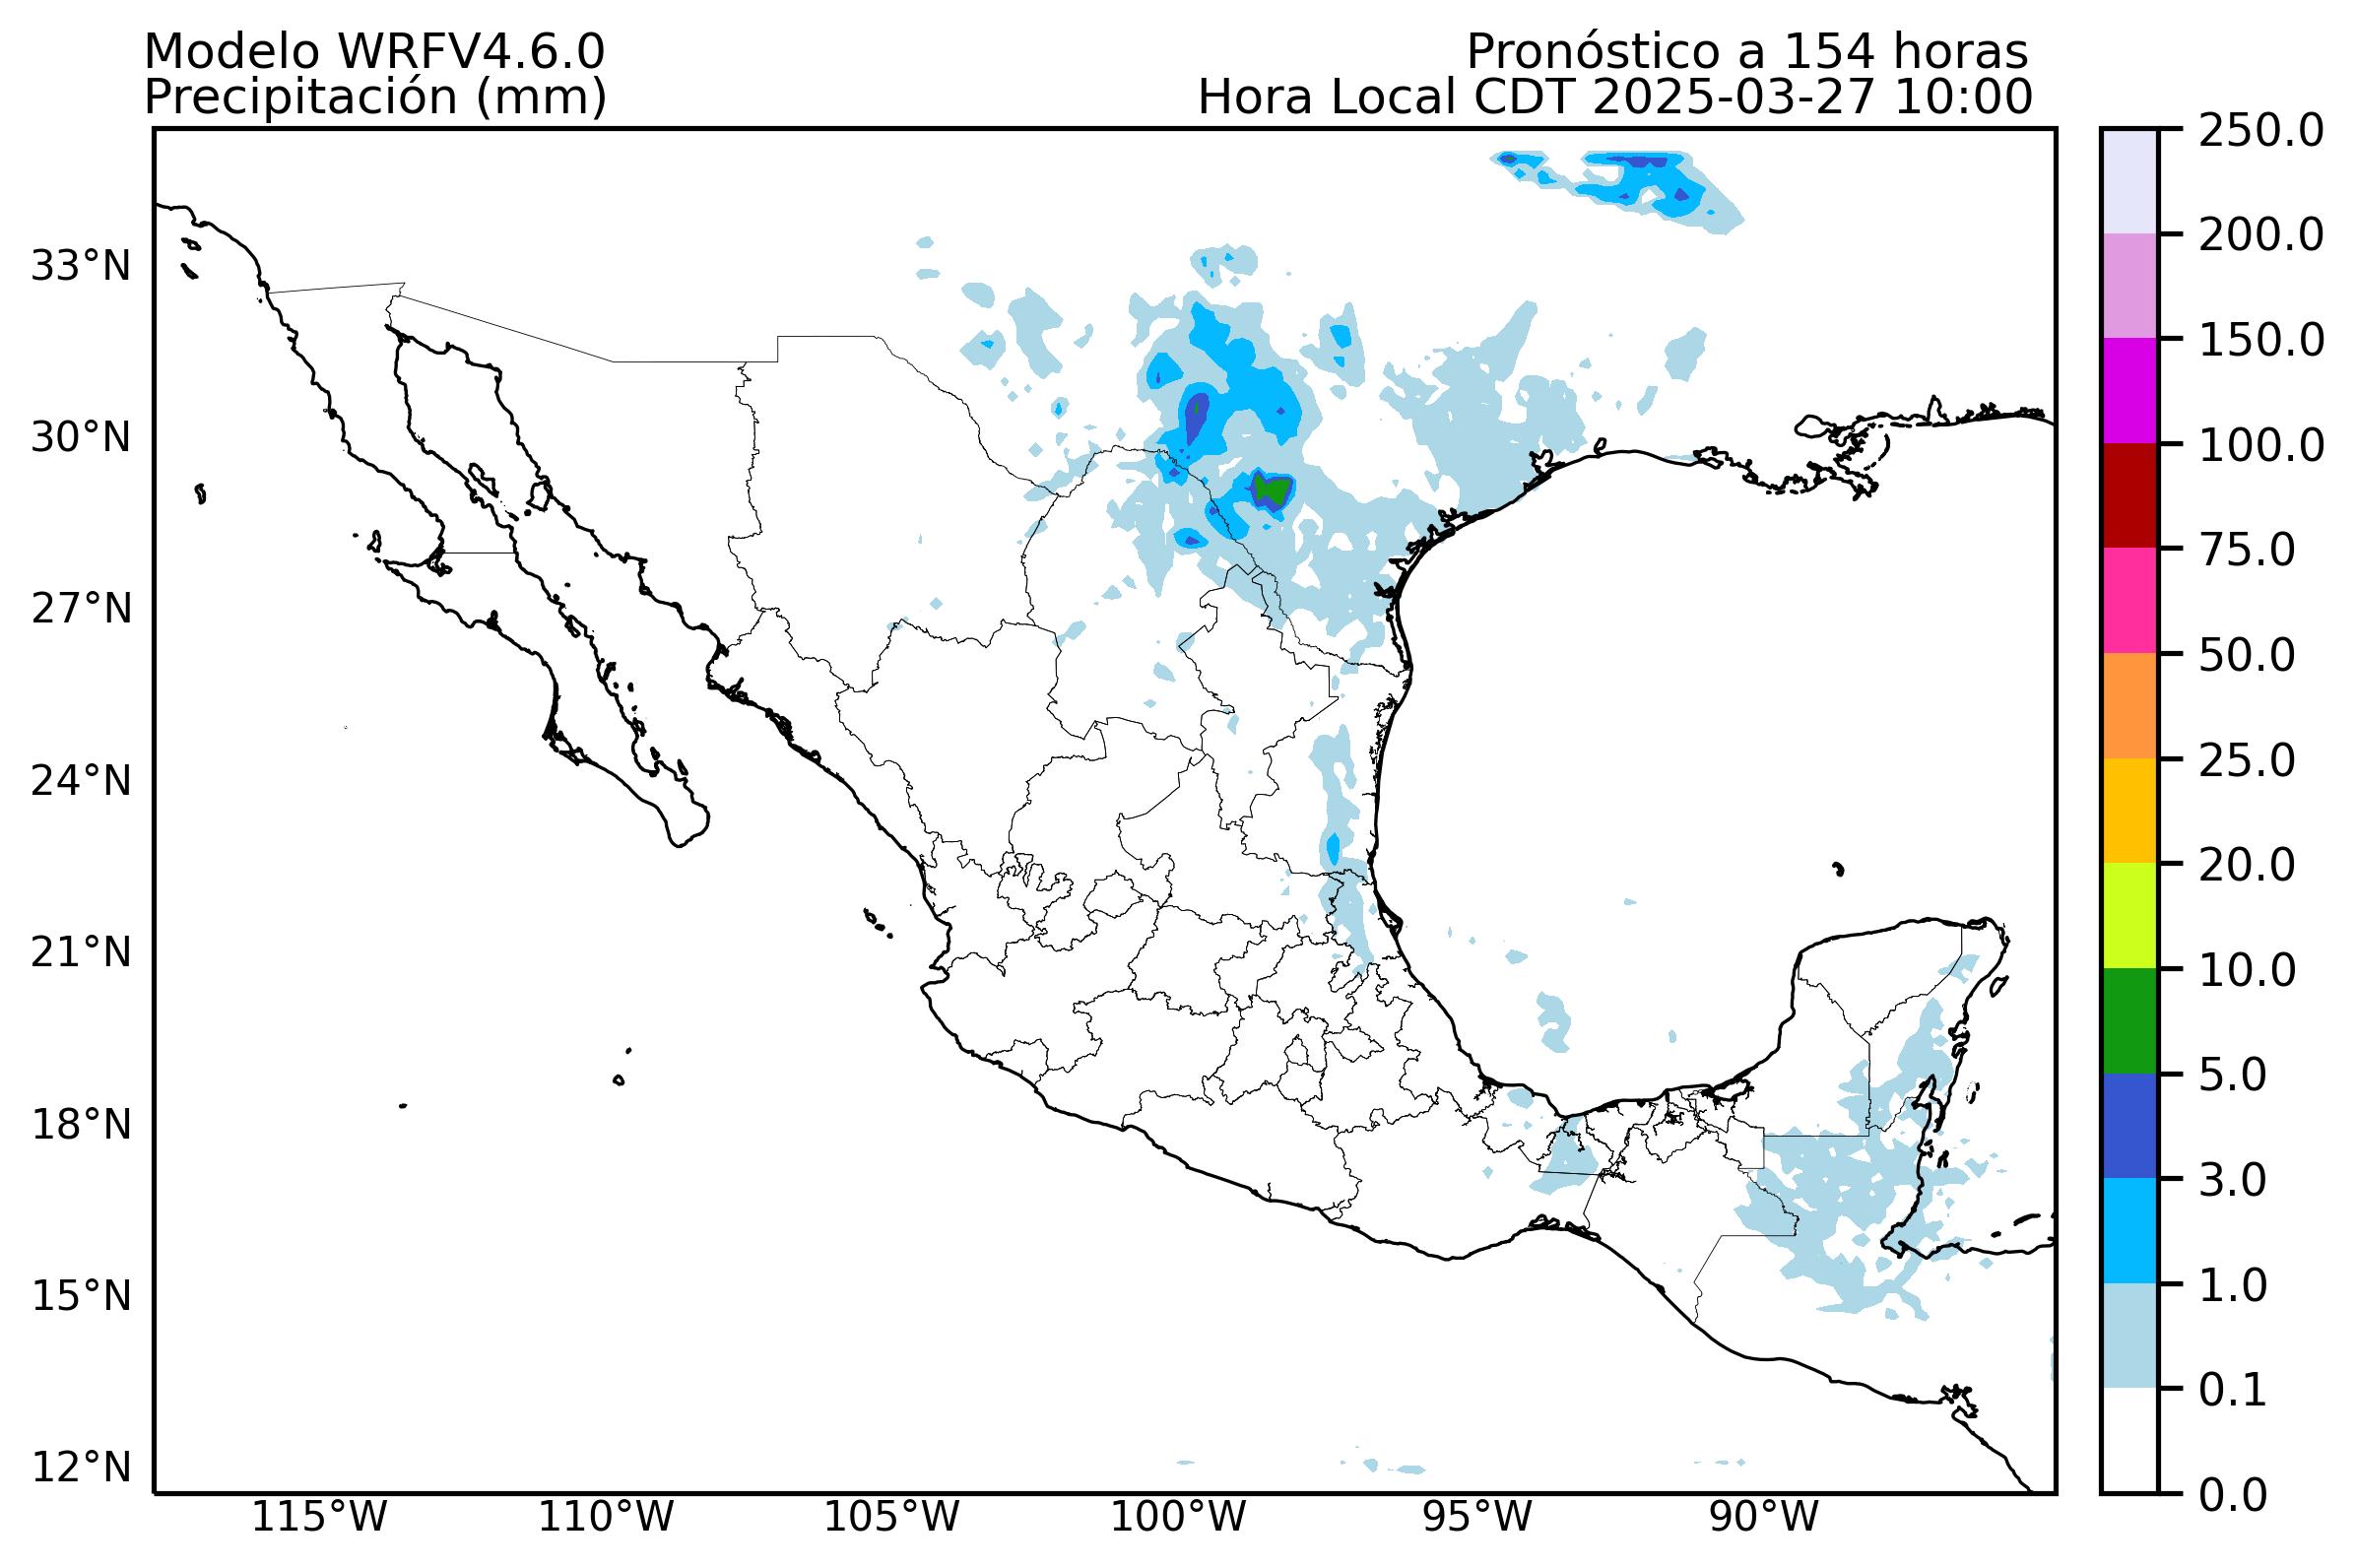 Modelo WRFV4.6.0
Pronóstico a 154 horas
Precipitación (mm)
Hora Local CDT 2025-03-27 10:00
33°N
30°N
27°N
24°N
21°N
18°N
15°N
12°N
115°W
110°W
105°W
100°W
95°W
90°W
250.0
200.0
150.0
100.0
75.0
50.0
25.0
20.0
10.0
5.0
3.0
1.0
0.1
0.0